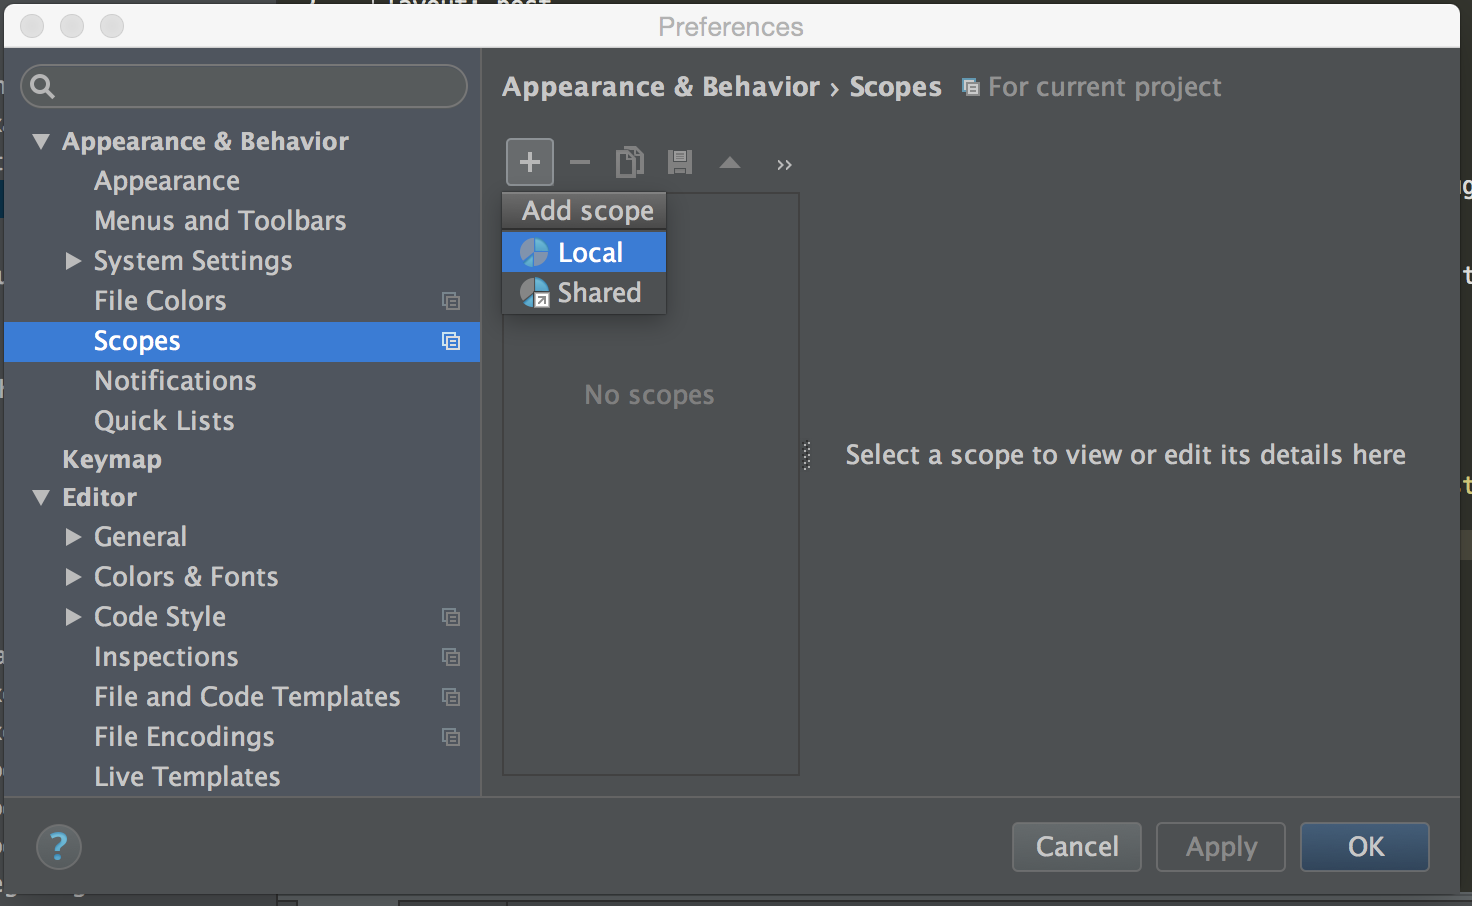 layout: post
Preferences
Appearance & Behavior › Scopes For current project
Appearance & Behavior
Appearance
Menus and Toolbars
System Settings
File Colors
Scopes
Notifications
Quick Lists
Keymap
Editor
General
Colors & Fonts
Code Style
Inspections
File and Code Templates
File Encodings
Live Templates
Add scope
Local
Shared
No scopes
Select a scope to view or edit its details here
?
Cancel
Apply
OK